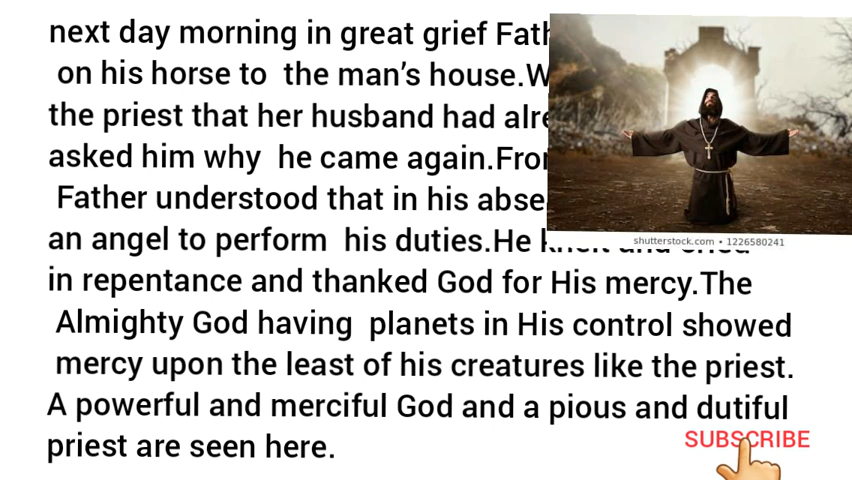 next day morning in great grief
on his horse to the man's house.
the priest that her husband had
asked him why he came again.
Father understood that in his
an angel to perform his duties.He knelt and cried
in repentance and thanked God for His mercy.The
Almighty God having planets in His control showed
mercy upon the least of his creatures like the priest.
A powerful and merciful God and a pious and dutiful
priest are seen here.
shutterstock.com • 1226580241
SUBSCRIBE